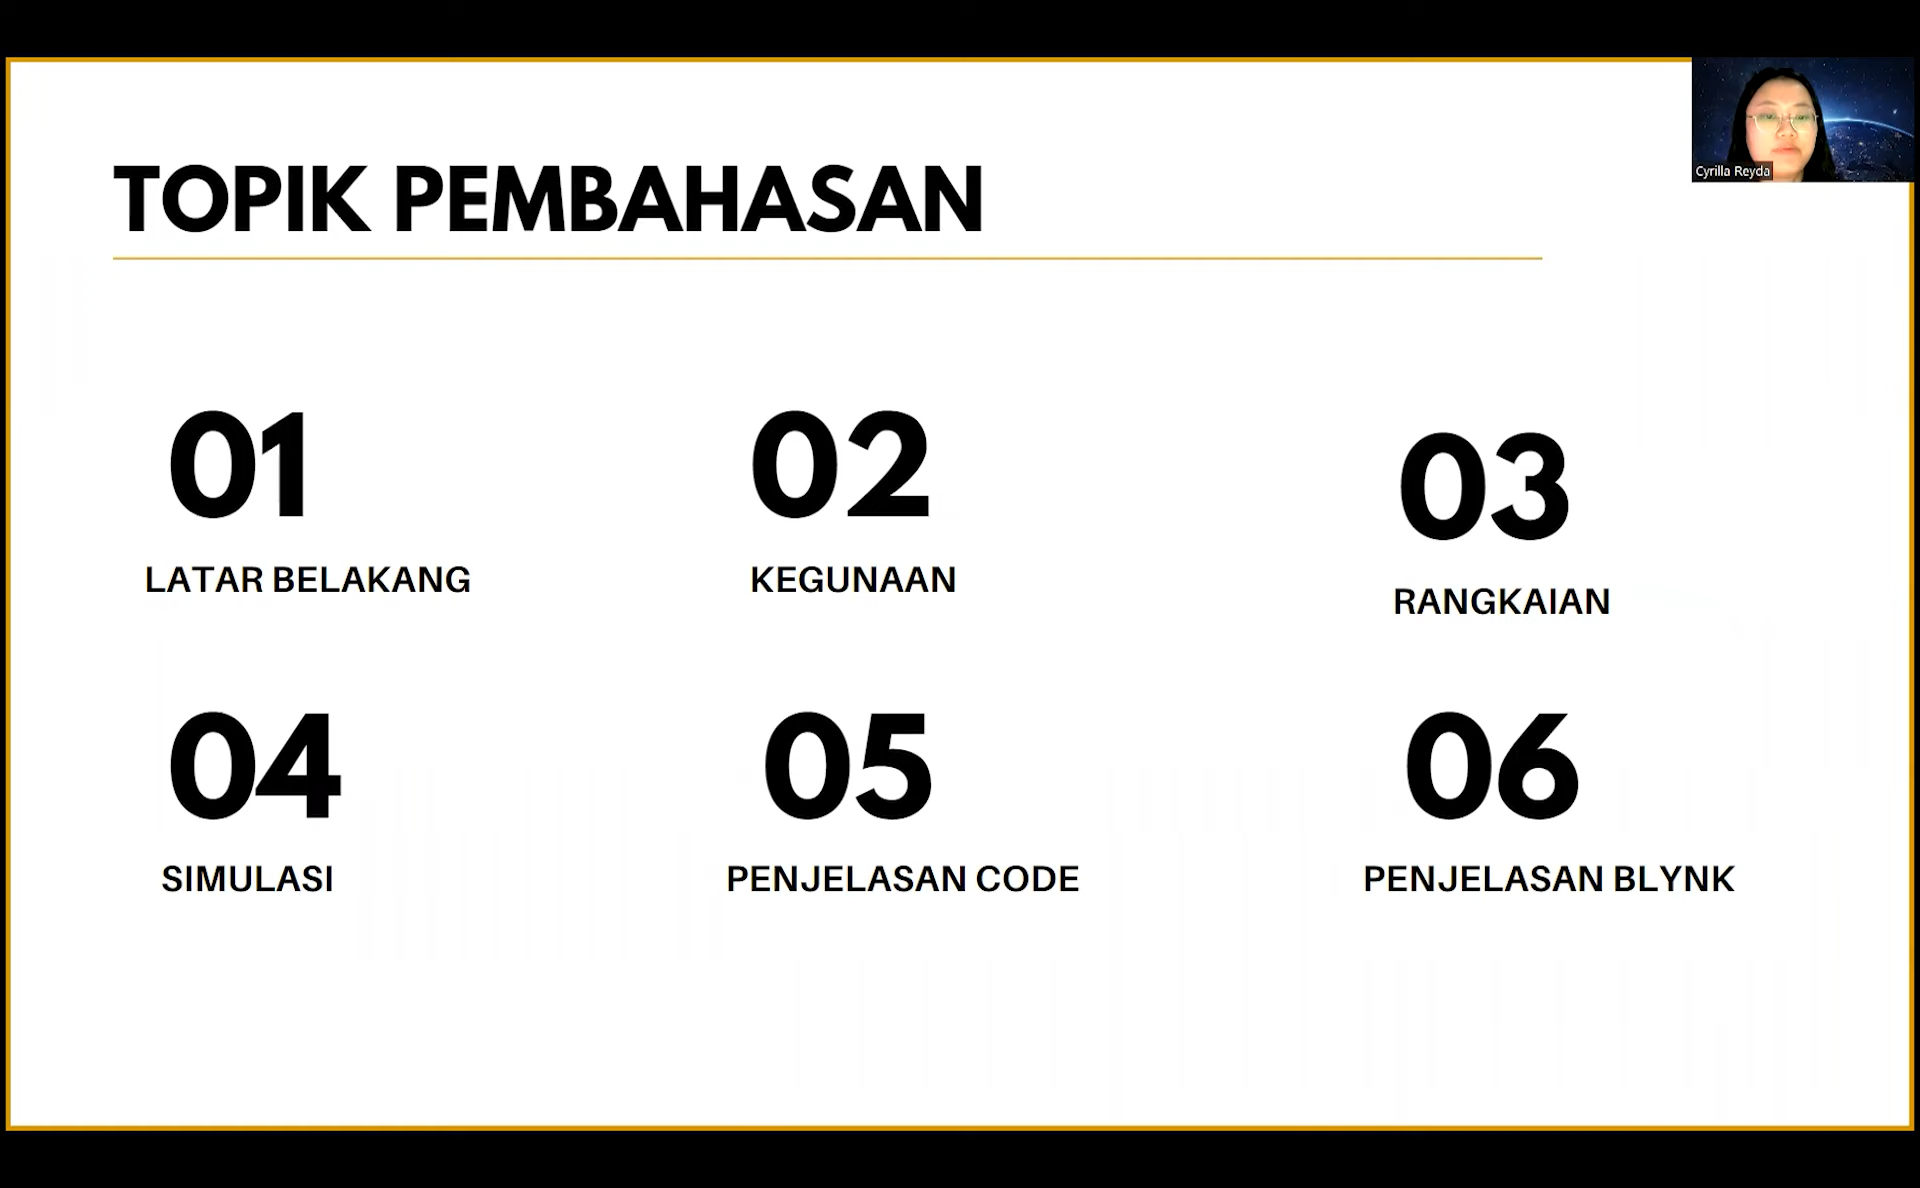 Cyrilla Reyda
TOPIK PEMBAHASAN
01
LATAR BELAKANG
02
KEGUNAAN
03
RANGKAIAN
04
SIMULASI
05
PENJELASAN CODE
06
PENJELASAN BLYNK